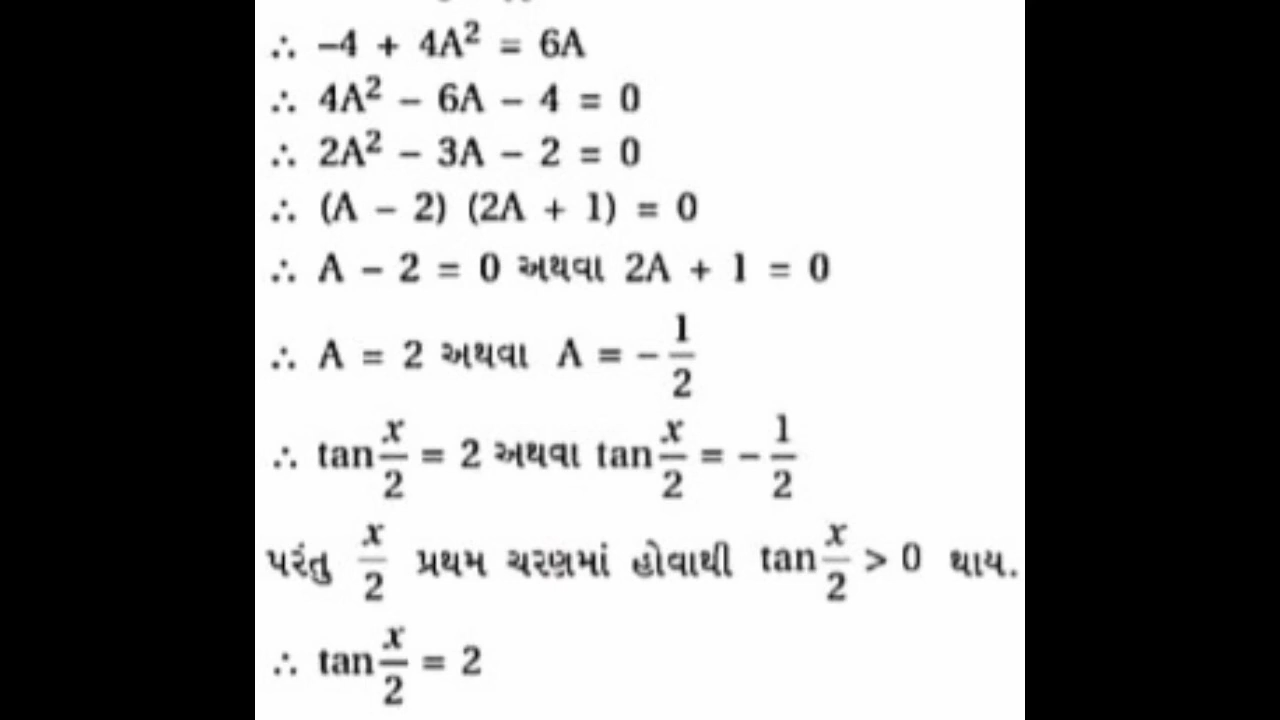 ∴ –4 + 4A² = 6A
∴ 4A² – 6A – 4 = 0
∴ 2A² – 3A – 2 = 0
∴ (A – 2) (2A + 1) = 0
∴ A – 2 = 0 અથવા 2A + 1 = 0
∴ A = 2 અથવા A = –1/2
∴ tan x/2 = 2 અથવા tan x/2 = –1/2
પરંતુ x/2 પ્રથમ ચરણમાં હોવાથી tan x/2 > 0 થાય.
∴ tan x/2 = 2